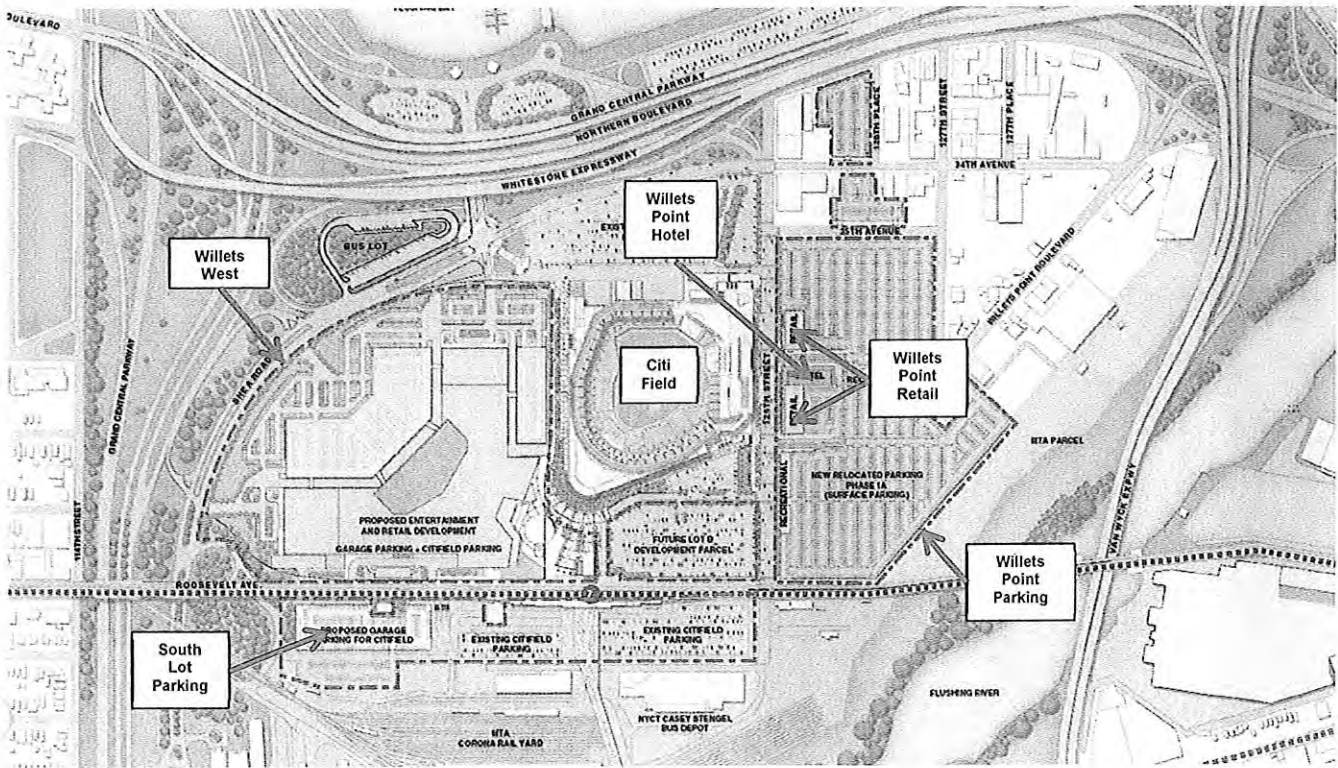 BOULEVARD
GRAND CENTRAL PARKWAY
NORTHERN BOULEVARD
WHITESTONE EXPRESSWAY
126TH PLACE
127TH STREET
127TH PLACE
34TH AVENUE
35TH AVENUE
Willets
Point
Hotel
BUS LOT
Willets
West
SHEA ROAD
GRAND CENTRAL PARKWAY
114TH STREET
Citi
Field
126TH STREET
RETAIL
RETAIL
Willets
Point
Retail
WILLETS POINT BOULEVARD
MTA PARCEL
VAN WYCK EXPWY
RECREATIONAL
NEW RELOCATED PARKING
PHASE 1A
(SURFACE PARKING)
PROPOSED ENTERTAINMENT
AND RETAIL DEVELOPMENT
GARAGE PARKING + CITIFIELD PARKING
FUTURE LOT B
DEVELOPMENT PARCEL
Willets
Point
Parking
ROOSEVELT AVE.
7
PROPOSED GARAGE
PARKING FOR CITIFIELD
EXISTING CITIFIELD
PARKING
EXISTING CITIFIELD
PARKING
South
Lot
Parking
FLUSHING RIVER
NYCT CASEY STENGEL
BUS DEPOT
MTA
CORONA RAIL YARD